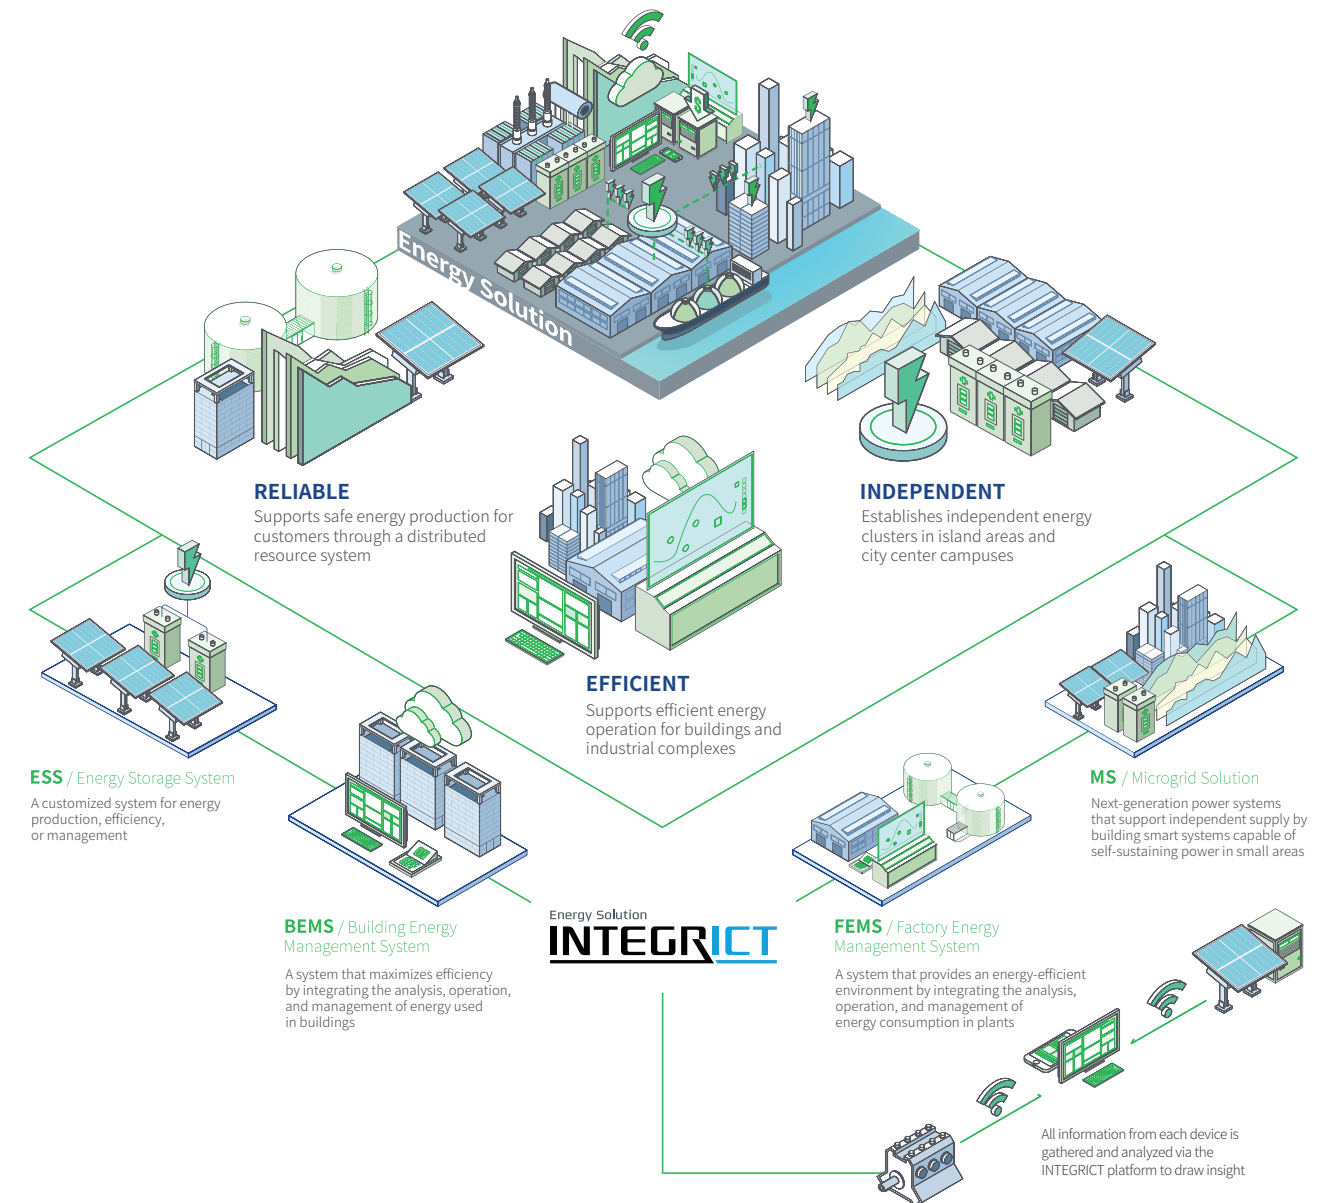 Energy Solution
RELIABLE
Supports safe energy production for
customers through a distributed
resource system
INDEPENDENT
Establishes independent energy
clusters in island areas and
city center campuses
EFFICIENT
Supports efficient energy
operation for buildings and
industrial complexes
ESS / Energy Storage System
A customized system for energy
production, efficiency,
or management
MS / Microgrid Solution
Next-generation power systems
that support independent supply by
building smart systems capable of
self-sustaining power in small areas
BEMS / Building Energy
Management System
A system that maximizes efficiency
by integrating the analysis, operation,
and management of energy used
in buildings
Energy Solution
INTEGRICT
FEMS / Factory Energy
Management System
A system that provides an energy-efficient
environment by integrating the analysis,
operation, and management of
energy consumption in plants
All information from each device is
gathered and analyzed via the
INTEGRICT platform to draw insight